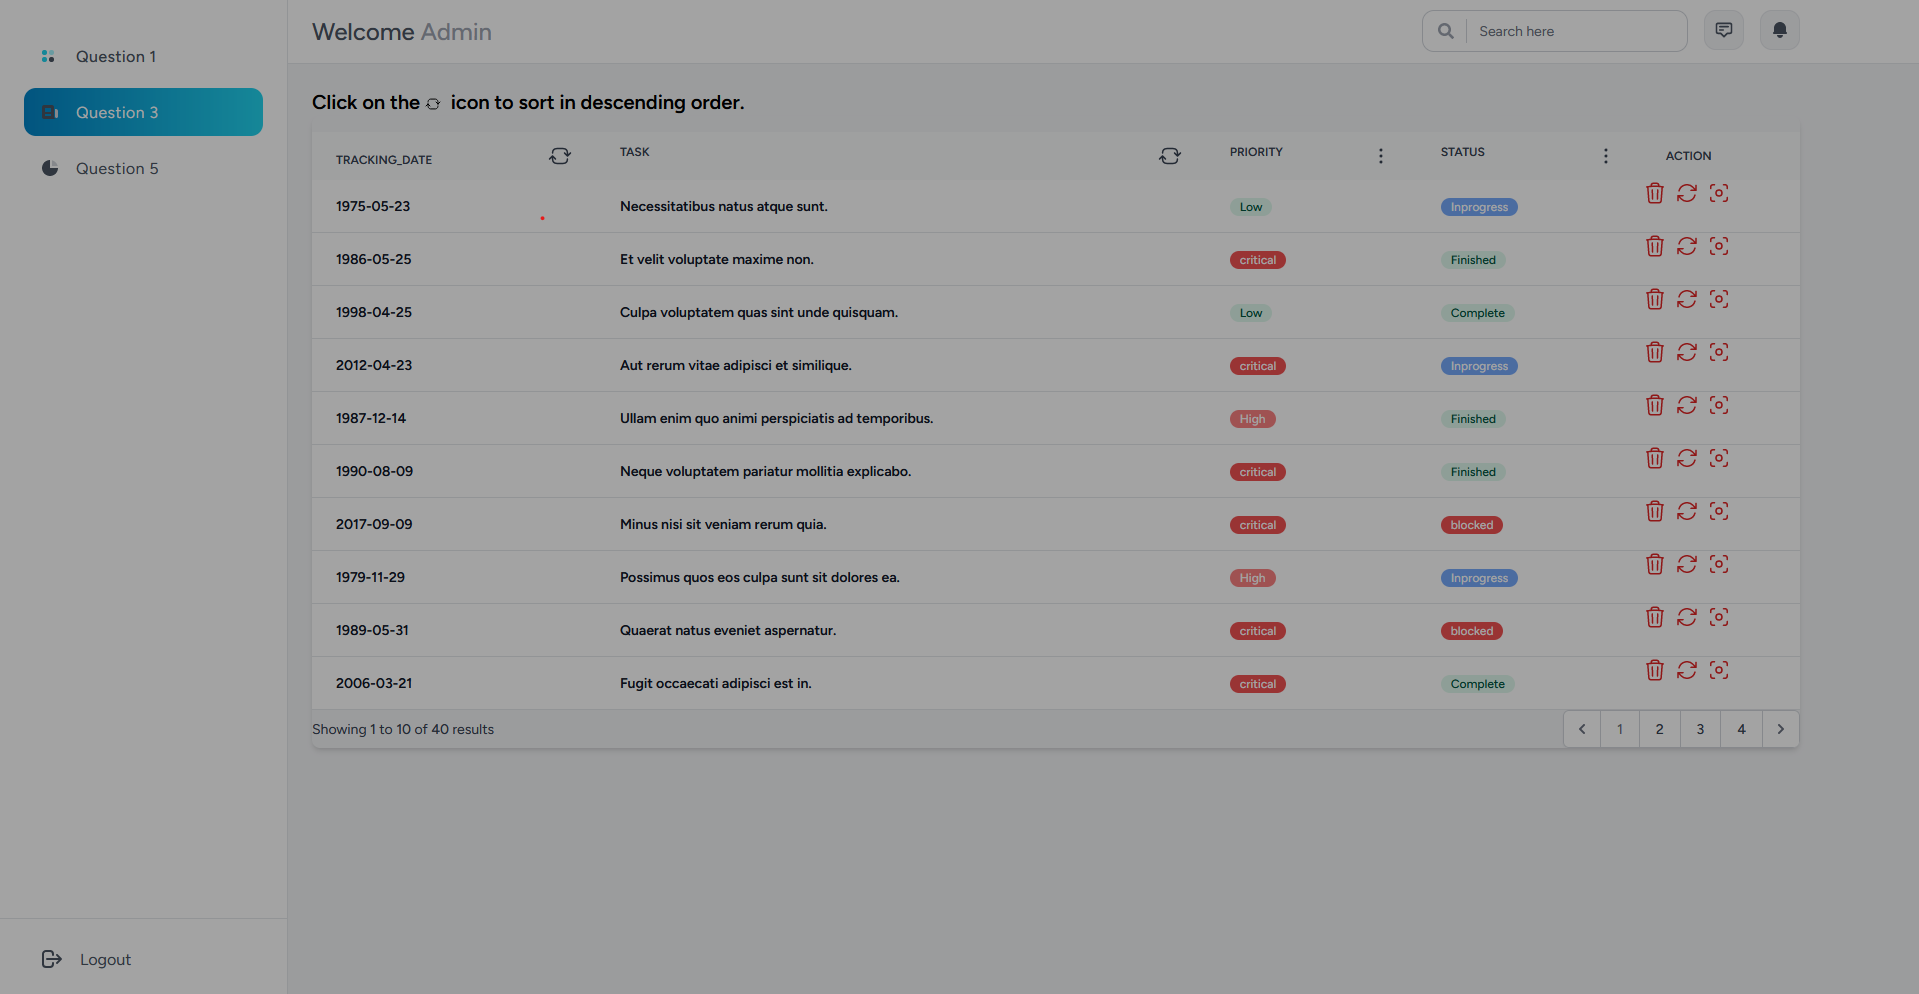 Question 1
Question 3
Question 5
Logout
Welcome Admin
Search here
Click on the icon to sort in descending order.
TRACKING_DATE TASK PRIORITY STATUS ACTION
1975-05-23 Necessitatibus natus atque sunt. Low Inprogress
1986-05-25 Et velit voluptate maxime non. critical Finished
1998-04-25 Culpa voluptatem quas sint unde quisquam. Low Complete
2012-04-23 Aut rerum vitae adipisci et similique. critical Inprogress
1987-12-14 Ullam enim quo animi perspiciatis ad temporibus. High Finished
1990-08-09 Neque voluptatem pariatur mollitia explicabo. critical Finished
2017-09-09 Minus nisi sit veniam rerum quia. critical blocked
1979-11-29 Possimus quos eos culpa sunt sit dolores ea. High Inprogress
1989-05-31 Quaerat natus eveniet aspernatur. critical blocked
2006-03-21 Fugit occaecati adipisci est in. critical Complete
Showing 1 to 10 of 40 results 1 2 3 4